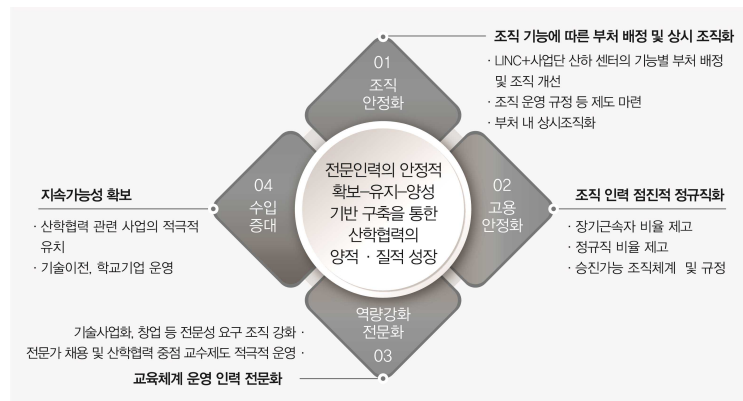 조직 기능에 따른 부처 배정 및 상시 조직화
· LINC+사업단 산하 센터의 기능별 부처 배정
및 조직 개선
· 조직 운영 규정 등 제도 마련
· 부처 내 상시조직화
01
조직
안정화
전문인력의 안정적
확보–유지–양성
기반 구축을 통한
산학협력의
양적 · 질적 성장
02
고용
안정화
조직 인력 점진적 정규직화
· 장기근속자 비율 제고
· 정규직 비율 제고
· 승진가능 조직체계 및 규정
역량강화
전문화
03
기술사업화, 창업 등 전문성 요구 조직 강화 ·
전문가 채용 및 산학협력 중점 교수제도 적극적 운영 ·
교육체계 운영 인력 전문화
04
수입
증대
지속가능성 확보
· 산학협력 관련 사업의 적극적
유치
· 기술이전, 학교기업 운영